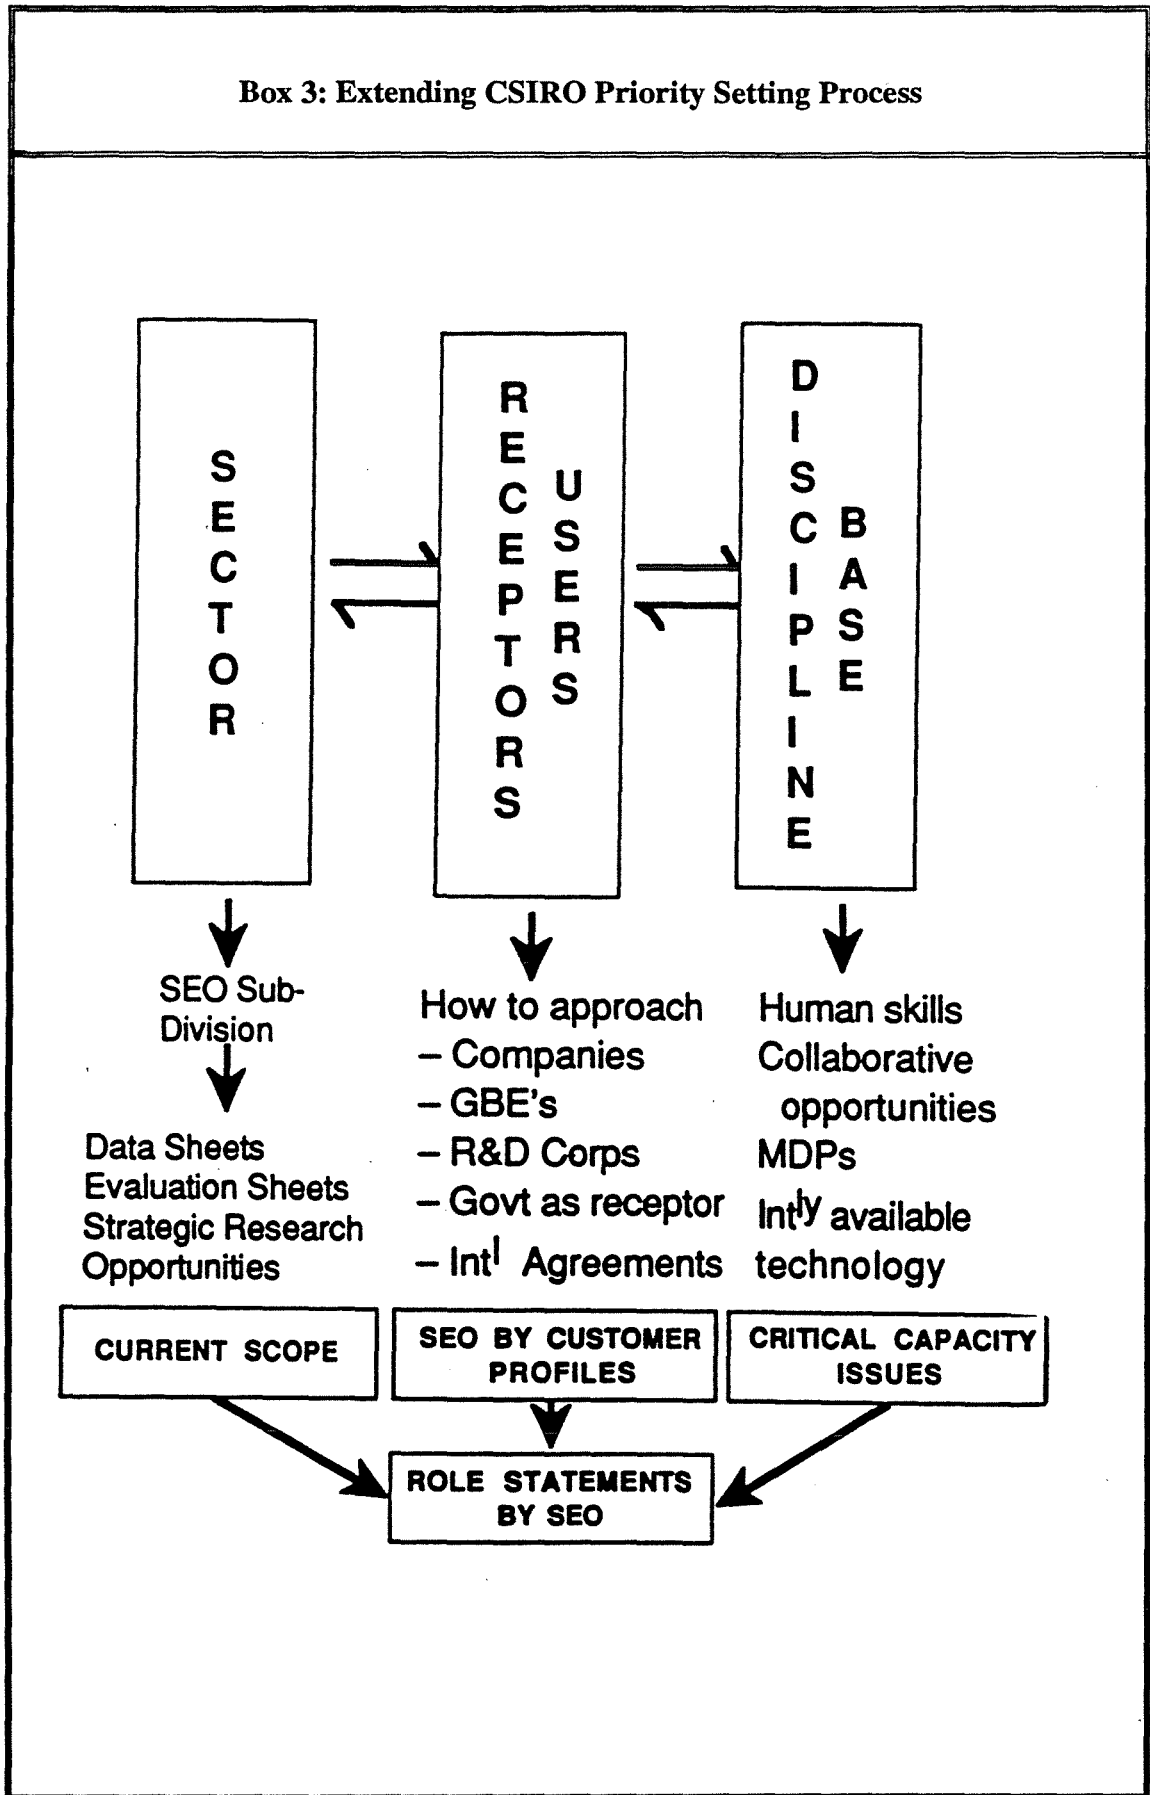 Box 3: Extending CSIRO Priority Setting Process
SECTOR
RECEPTORS
USERS
DISCIPLINE
BASE
SEO Sub-
Division
Data Sheets
Evaluation Sheets
Strategic Research
Opportunities
How to approach
– Companies
– GBE's
– R&D Corps
– Govt as receptor
– Intl Agreements
Human skills
Collaborative
opportunities
MDPs
Intly available
technology
CURRENT SCOPE
SEO BY CUSTOMER
PROFILES
CRITICAL CAPACITY
ISSUES
ROLE STATEMENTS
BY SEO